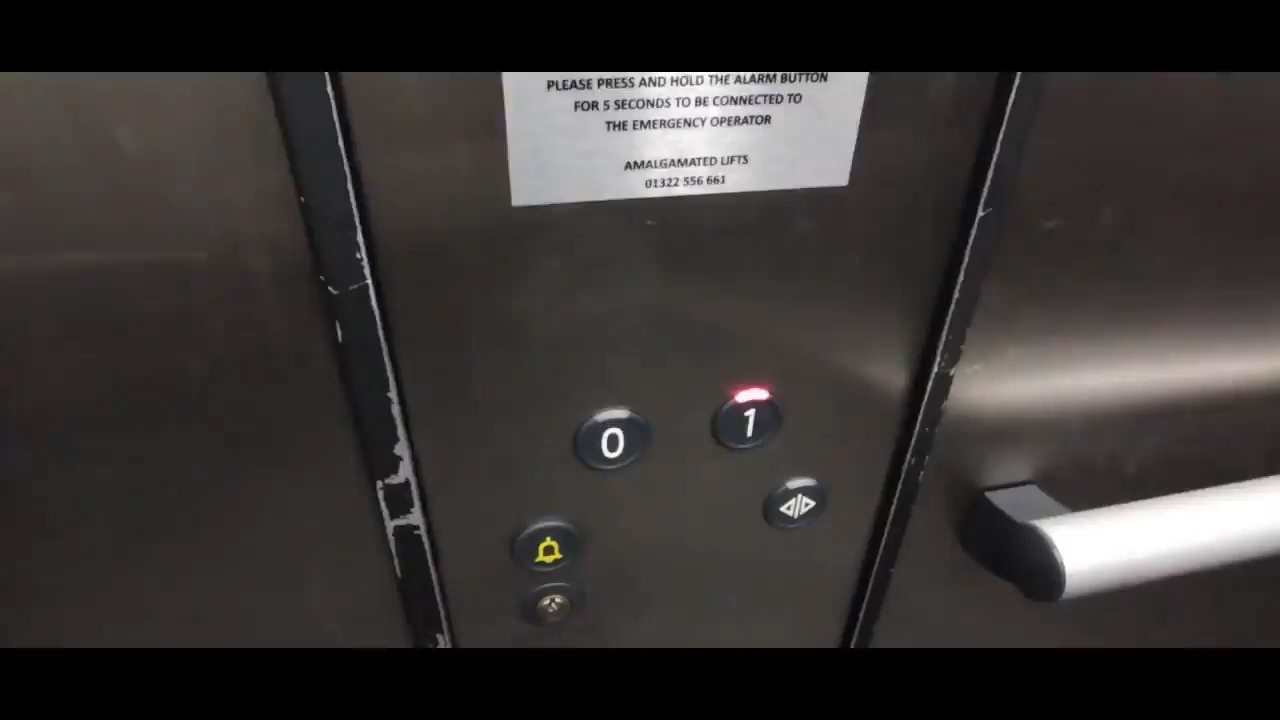 PLEASE PRESS AND HOLD THE ALARM BUTTON
FOR 5 SECONDS TO BE CONNECTED TO
THE EMERGENCY OPERATOR
AMALGAMATED LIFTS
01322 556 661
0
1